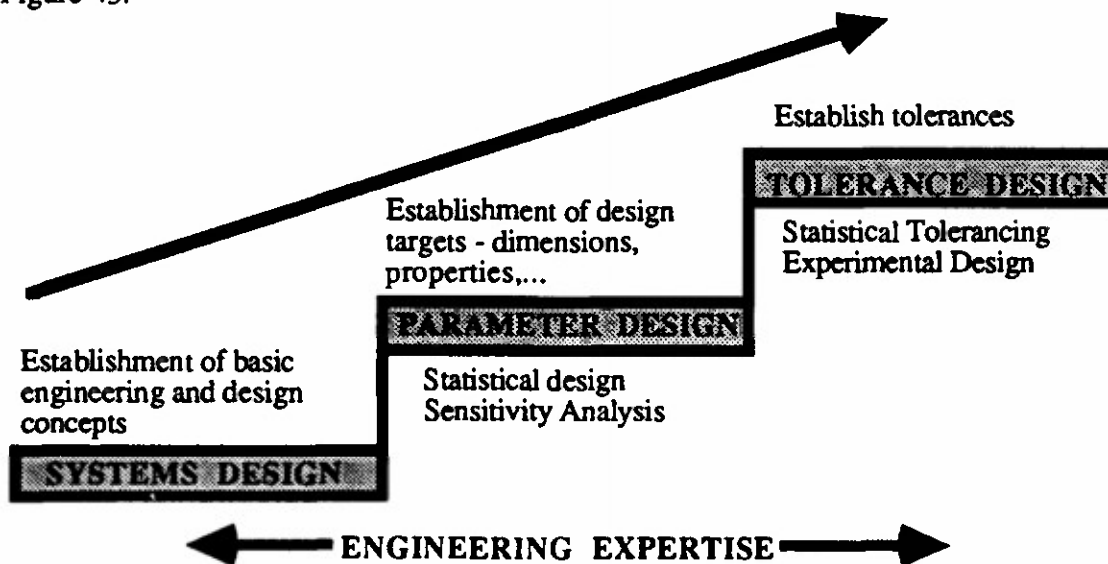 Establish tolerances
TOLERANCE DESIGN
Statistical Tolerancing
Experimental Design
Establishment of design
targets - dimensions,
properties,...
PARAMETER DESIGN
Statistical design
Sensitivity Analysis
Establishment of basic
engineering and design
concepts
SYSTEMS DESIGN
ENGINEERING EXPERTISE